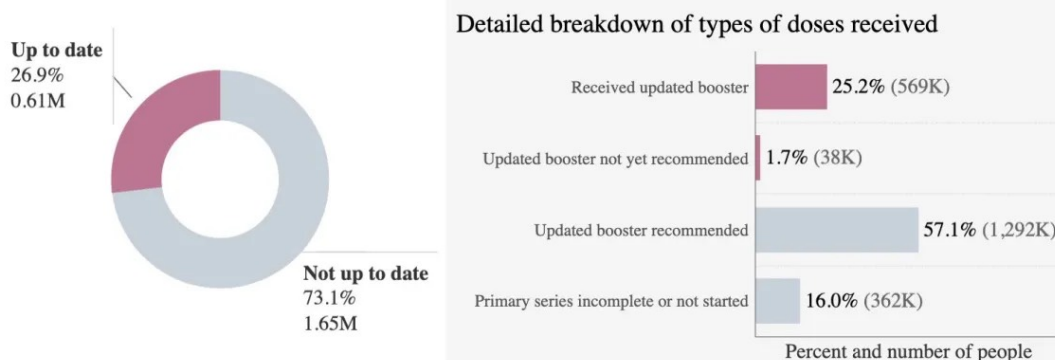 Up to date
26.9%
0.61M
Not up to date
73.1%
1.65M
Detailed breakdown of types of doses received
Received updated booster 25.2% (569K)
Updated booster not yet recommended 1.7% (38K)
Updated booster recommended 57.1% (1,292K)
Primary series incomplete or not started 16.0% (362K)
Percent and number of people